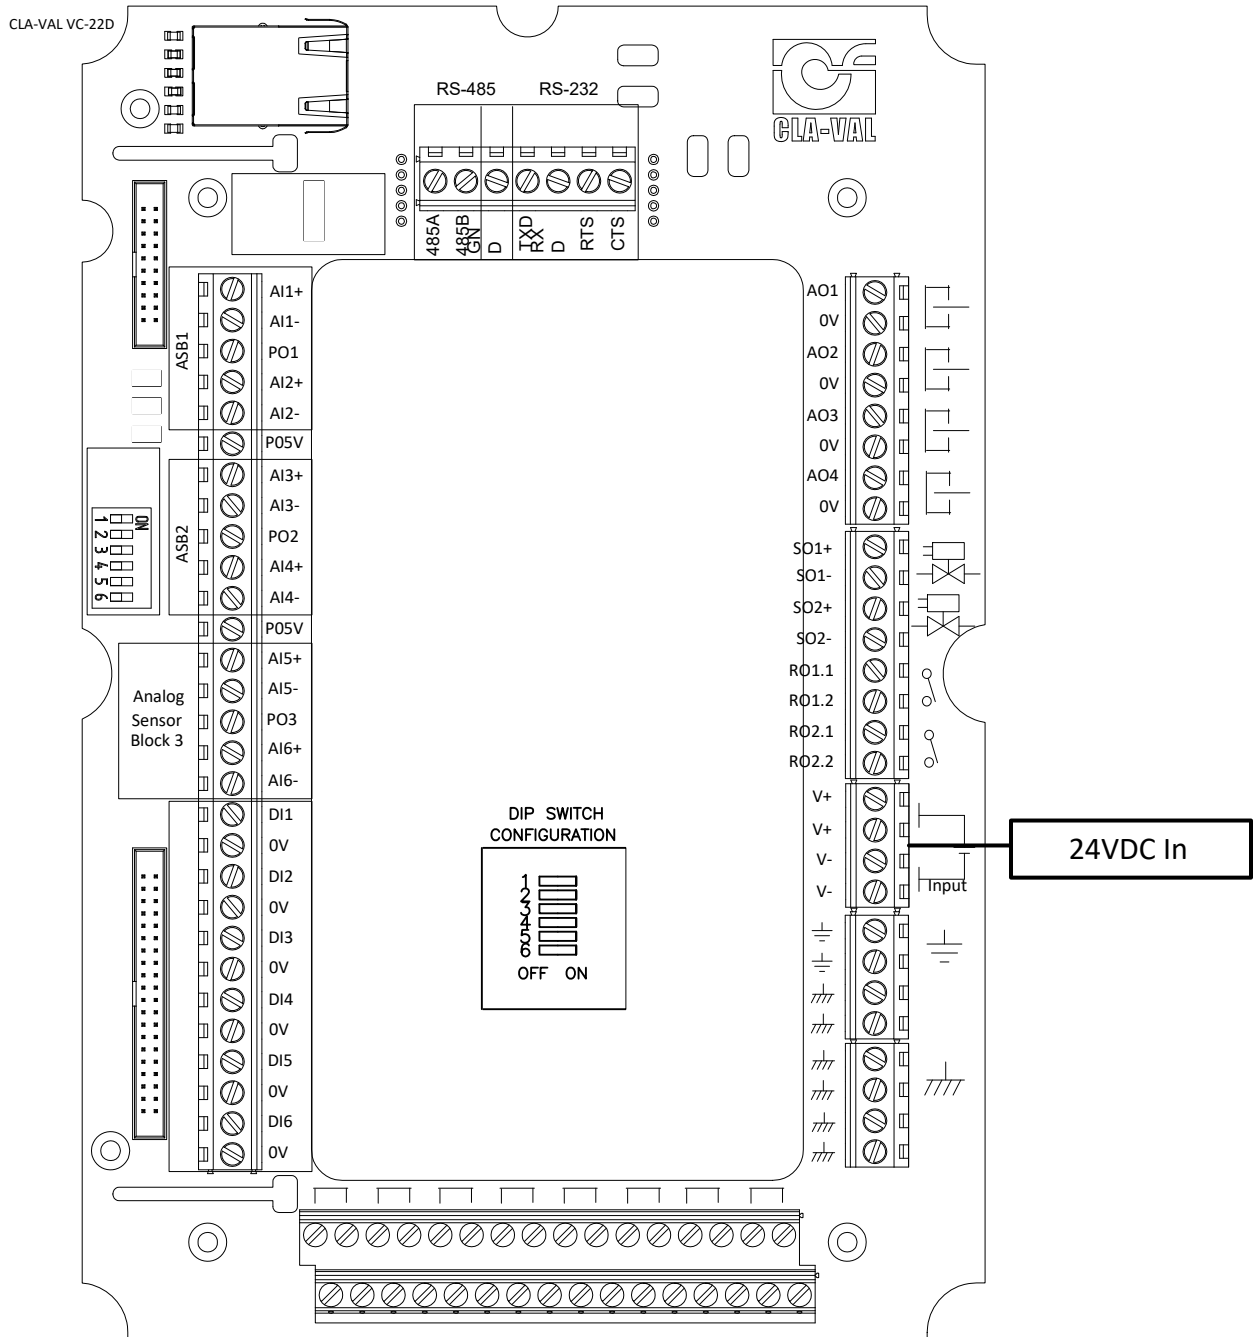 CLA-VAL VC-22D
CLA-VAL
RS-485
RS-232
485A
485B
GN
D
TXD
RX
D
RTS
CTS
ASB1
AI1+
AI1-
PO1
AI2+
AI2-
P05V
ASB2
AI3+
AI3-
PO2
AI4+
AI4-
P05V
ON
1
2
3
4
5
6
Analog
Sensor
Block 3
AI5+
AI5-
PO3
AI6+
AI6-
DI1
0V
DI2
0V
DI3
0V
DI4
0V
DI5
0V
DI6
0V
DIP SWITCH
CONFIGURATION
1
2
3
4
5
6
OFF ON
AO1
0V
AO2
0V
AO3
0V
AO4
0V
SO1+
SO1-
SO2+
SO2-
RO1.1
RO1.2
RO2.1
RO2.2
V+
V+
V-
V-
Input
24VDC In